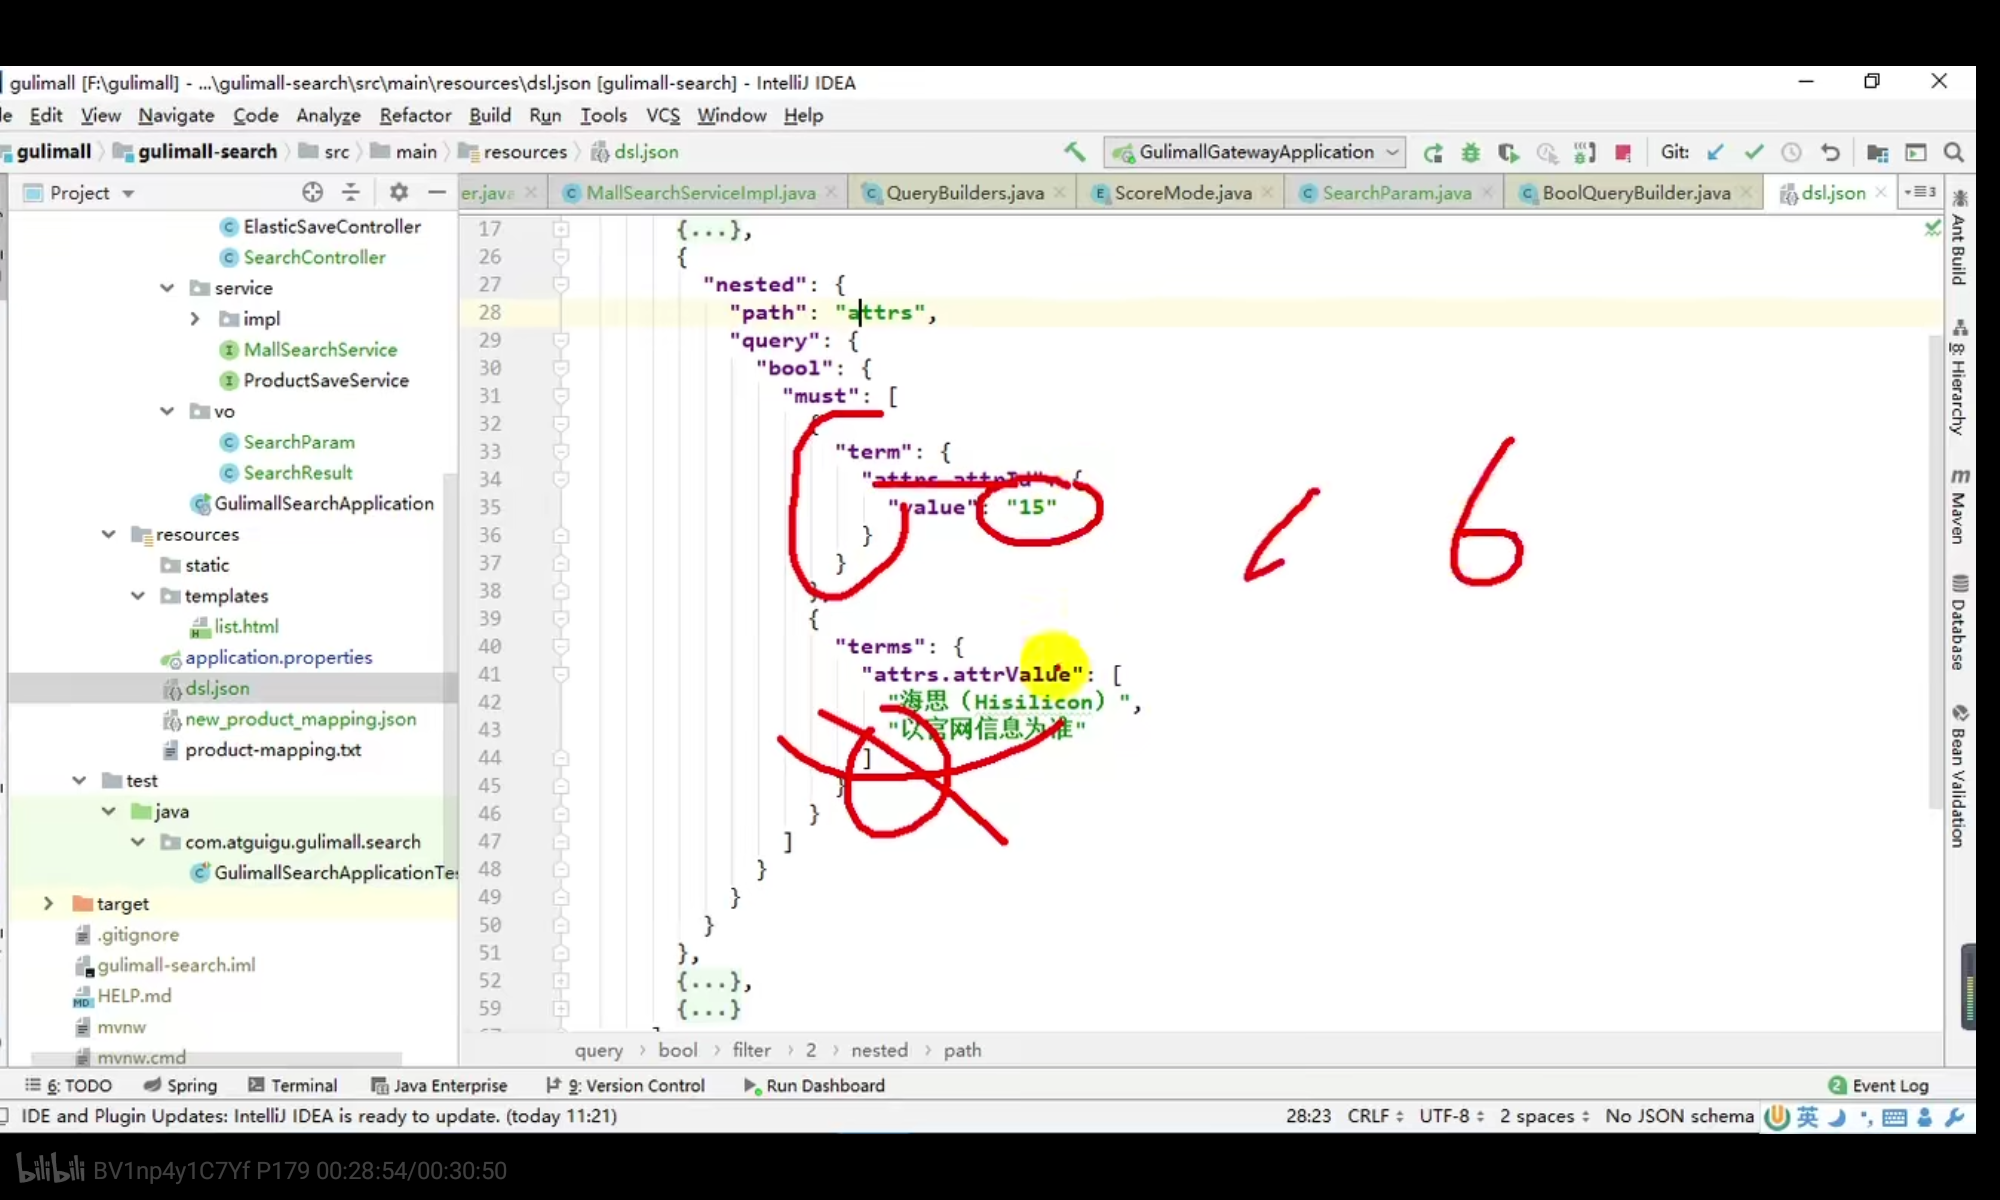 gulimall [F:\gulimall] - ...\gulimall-search\src\main\resources\dsl.json [gulimall-search] - IntelliJ IDEA
Edit View Navigate Code Analyze Refactor Build Run Tools VCS Window Help
gulimall gulimall-search src main resources dsl.json GulimallGatewayApplication Git:
Project er.java MallSearchServiceImpl.java QueryBuilders.java ScoreMode.java SearchParam.java BoolQueryBuilder.java dsl.json
ElasticSaveController
SearchController
service
impl
MallSearchService
ProductSaveService
vo
SearchParam
SearchResult
GulimallSearchApplication
resources
static
templates
list.html
application.properties
dsl.json
new_product_mapping.json
product-mapping.txt
test
java
com.atguigu.gulimall.search
GulimallSearchApplicationTe
target
.gitignore
gulimall-search.iml
HELP.md
mvnw
mvnw.cmd
17 {...},
26 {
27 "nested": {
28 "path": "attrs",
29 "query": {
30 "bool": {
31 "must": [
32 {
33 "term": {
34 "attrs.attrId": {
35 "value": "15"
36 }
37 }
38 },
39 {
40 "terms": {
41 "attrs.attrValue": [
42 "海思（Hisilicon）",
43 "以官网信息为准"
44 ]
45 }
46 }
47 ]
48 }
49 }
50 }
51 },
52 {...},
59 {...}
6
query bool filter 2 nested path
Ant Build
8: Hierarchy
Maven
Database
Bean Validation
6: TODO Spring Terminal Java Enterprise 9: Version Control Run Dashboard 2 Event Log
IDE and Plugin Updates: IntelliJ IDEA is ready to update. (today 11:21) 28:23 CRLF UTF-8 2 spaces No JSON schema 英
bilibili BV1np4y1C7Yf P179 00:28:54/00:30:50